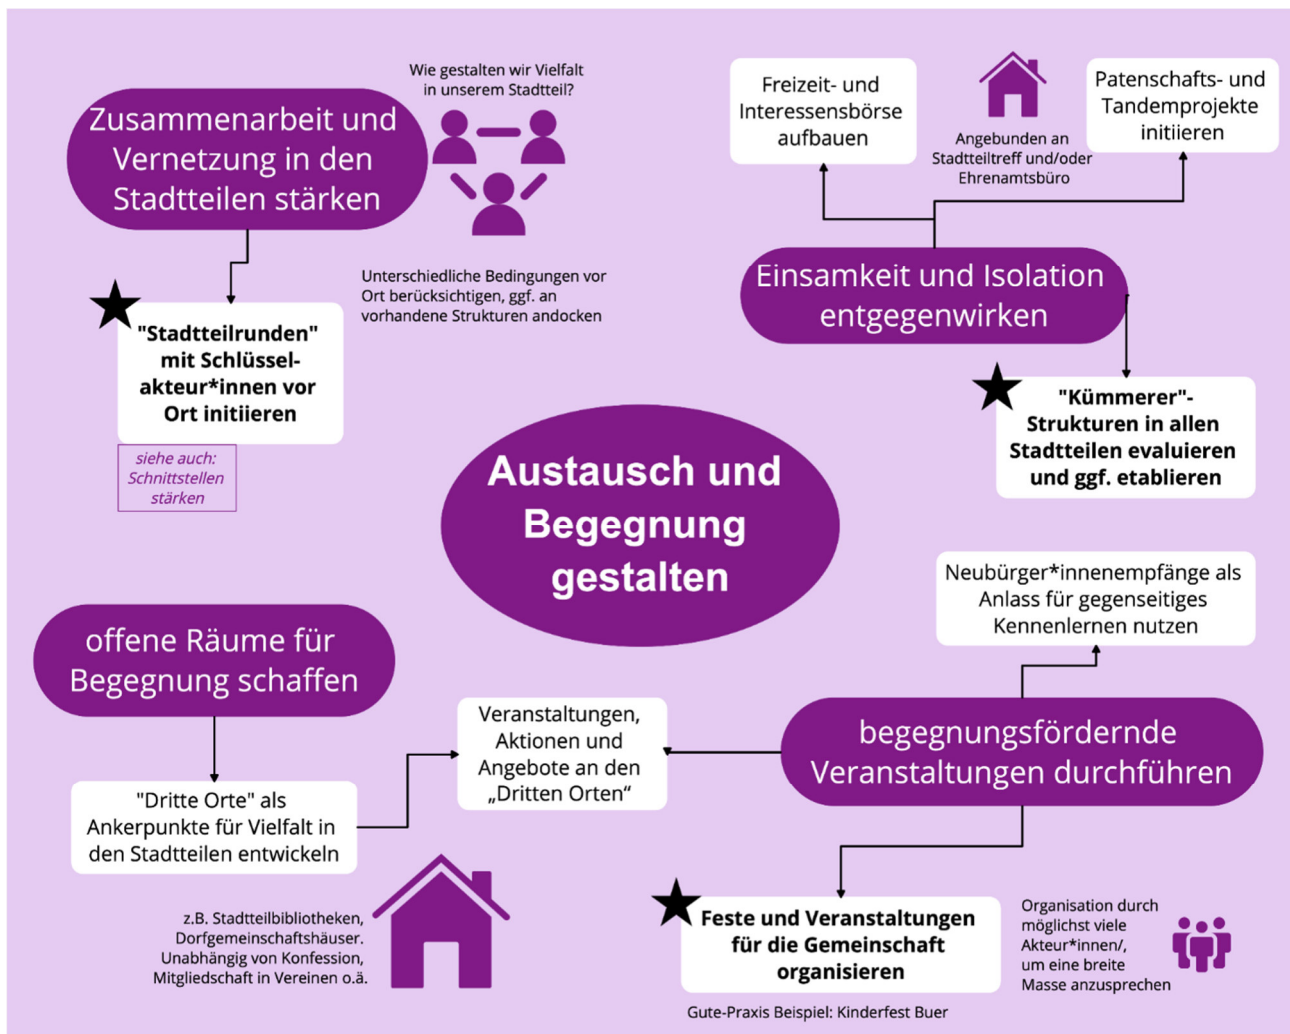 Wie gestalten wir Vielfalt
in unserem Stadtteil?
Zusammenarbeit und
Vernetzung in den
Stadtteilen stärken
Unterschiedliche Bedingungen vor
Ort berücksichtigen, ggf. an
vorhandene Strukturen andocken
"Stadtteilrunden"
mit Schlüssel-
akteur*innen vor
Ort initiieren
siehe auch:
Schnittstellen
stärken
Freizeit- und
Interessensbörse
aufbauen
Angebunden an
Stadtteiltreff und/oder
Ehrenamtsbüro
Patenschafts- und
Tandemprojekte
initiieren
Einsamkeit und Isolation
entgegenwirken
"Kümmerer"-
Strukturen in allen
Stadtteilen evaluieren
und ggf. etablieren
Austausch und
Begegnung
gestalten
offene Räume für
Begegnung schaffen
"Dritte Orte" als
Ankerpunkte für Vielfalt in
den Stadtteilen entwickeln
z.B. Stadtteilbibliotheken,
Dorfgemeinschaftshäuser.
Unabhängig von Konfession,
Mitgliedschaft in Vereinen o.ä.
Veranstaltungen,
Aktionen und
Angebote an den
„Dritten Orten“
Neubürger*innenempfänge als
Anlass für gegenseitiges
Kennenlernen nutzen
begegnungsfördernde
Veranstaltungen durchführen
Feste und Veranstaltungen
für die Gemeinschaft
organisieren
Gute-Praxis Beispiel: Kinderfest Buer
Organisation durch
möglichst viele
Akteur*innen/,
um eine breite
Masse anzusprechen